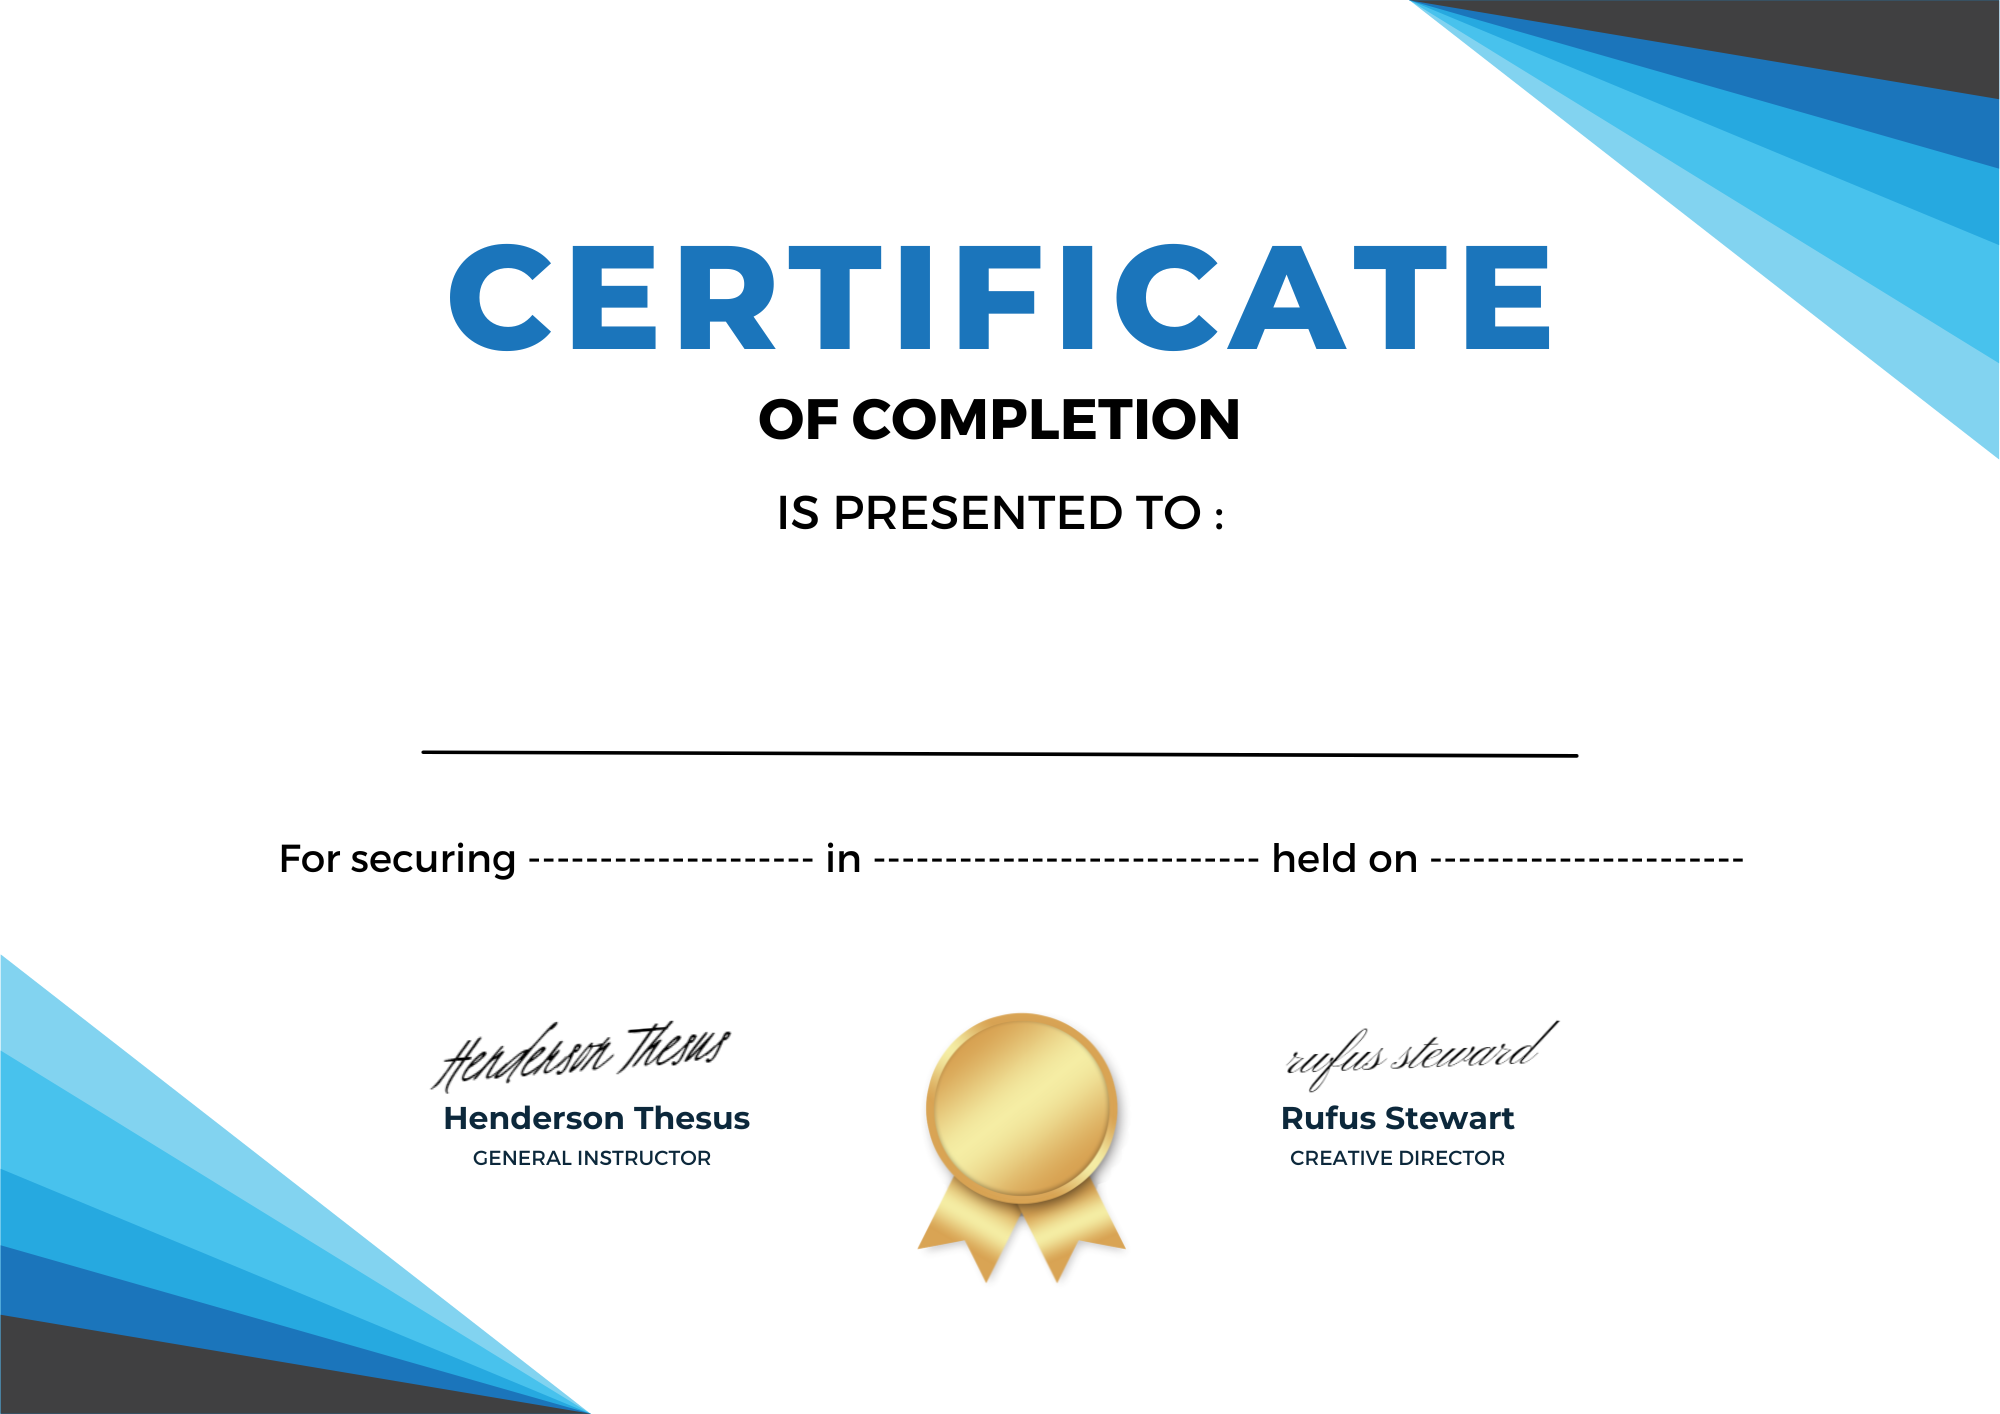 CERTIFICATE
OF COMPLETION
IS PRESENTED TO :
For securing -------------------- in --------------------------- held on ----------------------
Henderson Thesus
rufus steward
Henderson Thesus
Rufus Stewart
GENERAL INSTRUCTOR
CREATIVE DIRECTOR